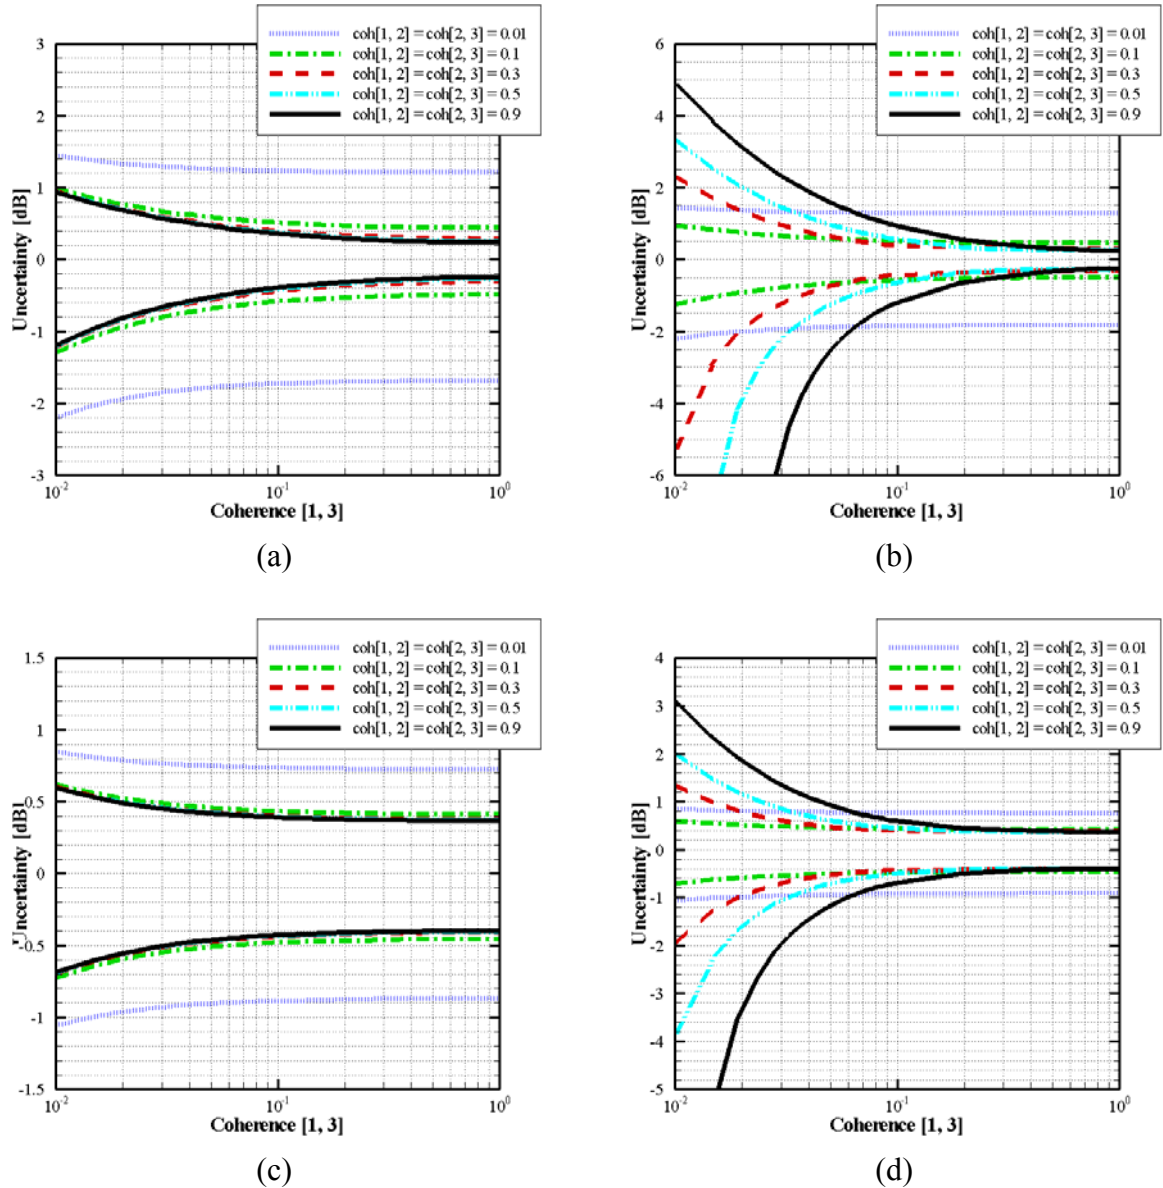 coh[1, 2] = coh[2, 3] = 0.01
coh[1, 2] = coh[2, 3] = 0.1
coh[1, 2] = coh[2, 3] = 0.3
coh[1, 2] = coh[2, 3] = 0.5
coh[1, 2] = coh[2, 3] = 0.9
3
2
1
0
-1
-2
-3
Uncertainty [dB]
10-2 10-1 100
Coherence [1, 3]
(a)
coh[1, 2] = coh[2, 3] = 0.01
coh[1, 2] = coh[2, 3] = 0.1
coh[1, 2] = coh[2, 3] = 0.3
coh[1, 2] = coh[2, 3] = 0.5
coh[1, 2] = coh[2, 3] = 0.9
6
4
2
0
-2
-4
-6
Uncertainty [dB]
10-2 10-1 100
Coherence [1, 3]
(b)
coh[1, 2] = coh[2, 3] = 0.01
coh[1, 2] = coh[2, 3] = 0.1
coh[1, 2] = coh[2, 3] = 0.3
coh[1, 2] = coh[2, 3] = 0.5
coh[1, 2] = coh[2, 3] = 0.9
1.5
1
0.5
0
-0.5
-1
-1.5
Uncertainty [dB]
10-2 10-1 100
Coherence [1, 3]
(c)
coh[1, 2] = coh[2, 3] = 0.01
coh[1, 2] = coh[2, 3] = 0.1
coh[1, 2] = coh[2, 3] = 0.3
coh[1, 2] = coh[2, 3] = 0.5
coh[1, 2] = coh[2, 3] = 0.9
4
3
2
1
0
-1
-2
-3
-4
-5
Uncertainty [dB]
10-2 10-1 100
Coherence [1, 3]
(d)